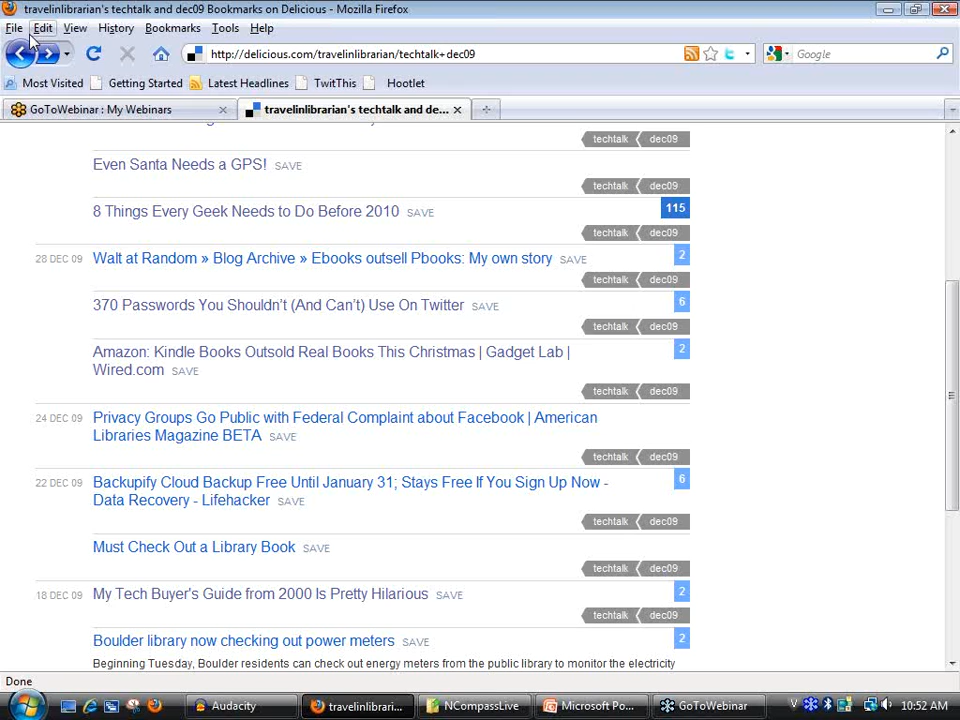 travelinlibrarian's techtalk and dec09 Bookmarks on Delicious - Mozilla Firefox
File Edit View History Bookmarks Tools Help
http://delicious.com/travelinlibrarian/techtalk+dec09
Google
Most Visited Getting Started Latest Headlines TwitThis Hootlet
GoToWebinar : My Webinars
travelinlibrarian's techtalk and de...
techtalk dec09
Even Santa Needs a GPS! SAVE
techtalk dec09
8 Things Every Geek Needs to Do Before 2010 SAVE 115
techtalk dec09
28 DEC 09 Walt at Random » Blog Archive » Ebooks outsell Pbooks: My own story SAVE 2
techtalk dec09
370 Passwords You Shouldn't (And Can't) Use On Twitter SAVE 6
techtalk dec09
Amazon: Kindle Books Outsold Real Books This Christmas | Gadget Lab | 2
Wired.com SAVE
techtalk dec09
24 DEC 09 Privacy Groups Go Public with Federal Complaint about Facebook | American
Libraries Magazine BETA SAVE
techtalk dec09
22 DEC 09 Backupify Cloud Backup Free Until January 31; Stays Free If You Sign Up Now - 6
Data Recovery - Lifehacker SAVE
techtalk dec09
Must Check Out a Library Book SAVE
techtalk dec09
18 DEC 09 My Tech Buyer's Guide from 2000 Is Pretty Hilarious SAVE 2
techtalk dec09
Boulder library now checking out power meters SAVE 2
Beginning Tuesday, Boulder residents can check out energy meters from the public library to monitor the electricity
Done
Audacity travelinlibrari... NCompassLive Microsoft Po... GoToWebinar V 10:52 AM